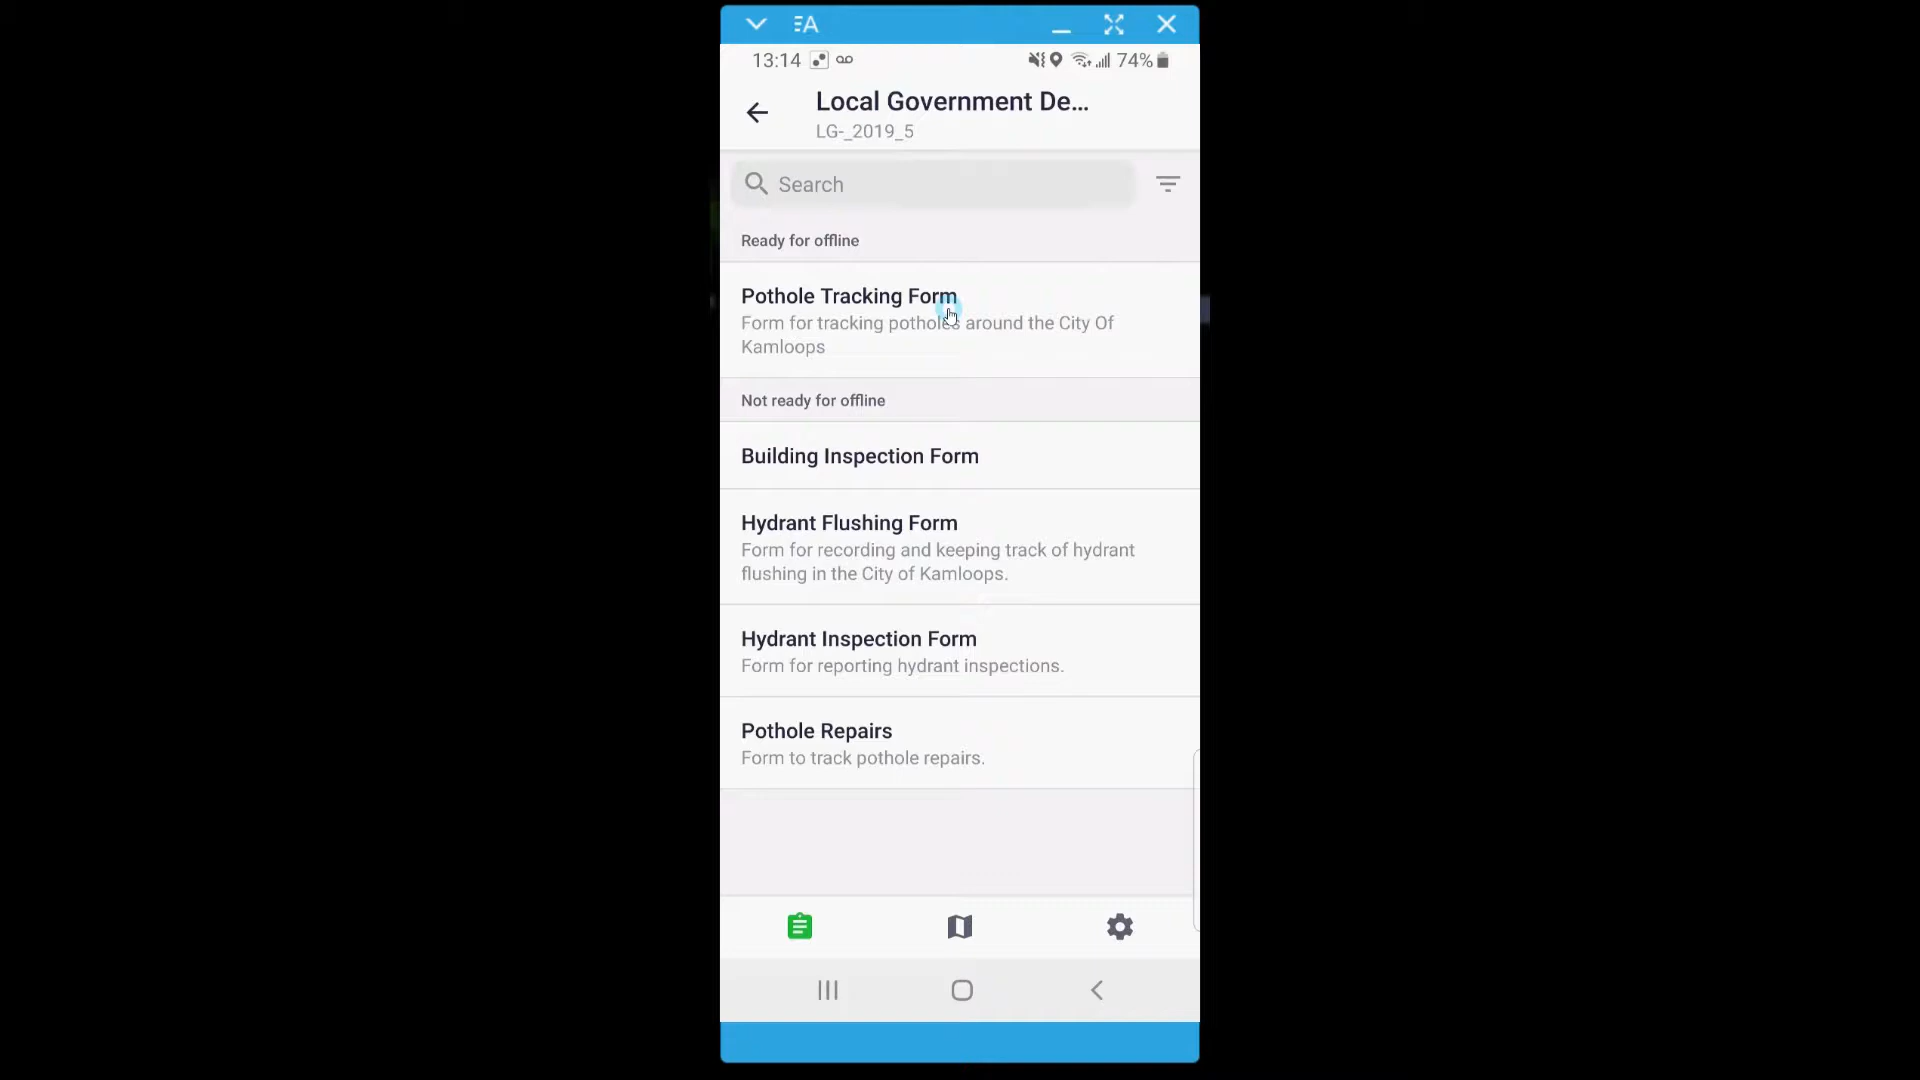 13:14 74%
Local Government De...
LG-_2019_5
Search
Ready for offline
Pothole Tracking Form
Form for tracking potholes around the City Of
Kamloops
Not ready for offline
Building Inspection Form
Hydrant Flushing Form
Form for recording and keeping track of hydrant
flushing in the City of Kamloops.
Hydrant Inspection Form
Form for reporting hydrant inspections.
Pothole Repairs
Form to track pothole repairs.